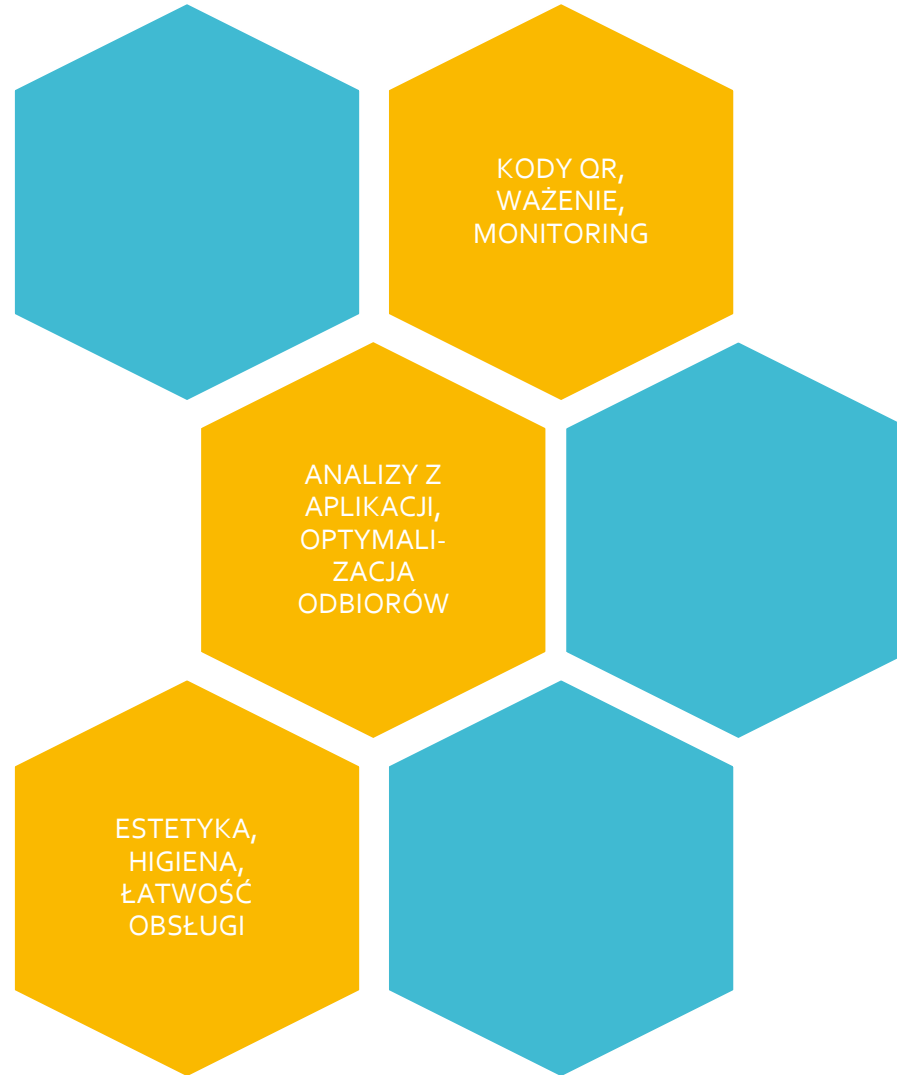 KODY QR,
WAŻENIE,
MONITORING
ANALIZY Z
APLIKACJI,
OPTYMALI-
ZACJA
ODBIORÓW
ESTETYKA,
HIGIENA,
ŁATWOŚĆ
OBSŁUGI